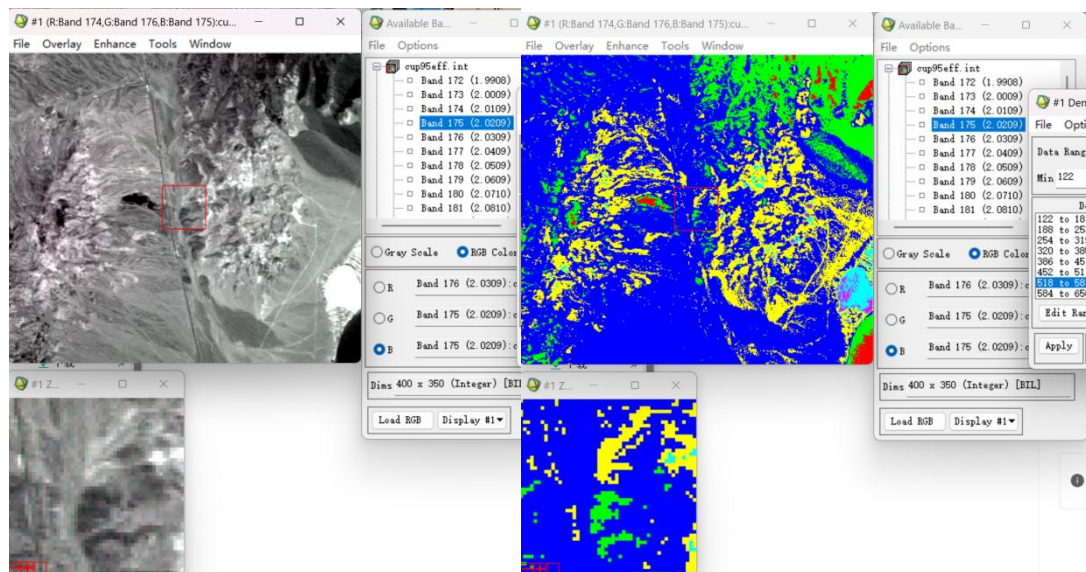 #1 (R:Band 174,G:Band 176,B:Band 175):cu...
File Overlay Enhance Tools Window
Available Ba...
File Options
cup95eff.int
Band 172 (1.9908)
Band 173 (2.0009)
Band 174 (2.0109)
Band 175 (2.0209)
Band 176 (2.0309)
Band 177 (2.0409)
Band 178 (2.0509)
Band 179 (2.0609)
Band 180 (2.0710)
Band 181 (2.0810)
Gray Scale RGB Color
R Band 176 (2.0309):c
G Band 175 (2.0209):c
B Band 175 (2.0209):c
Dims 400 x 350 (Integer) [BIL]
Load RGB Display #1
#1 Z...
#1 (R:Band 174,G:Band 176,B:Band 175):cu...
File Overlay Enhance Tools Window
Available Ba...
File Options
cup95eff.int
Band 172 (1.9908)
Band 173 (2.0009)
Band 174 (2.0109)
Band 175 (2.0209)
Band 176 (2.0309)
Band 177 (2.0409)
Band 178 (2.0509)
Band 179 (2.0609)
Band 180 (2.0710)
Band 181 (2.0810)
Gray Scale RGB Colo
R Band 176 (2.0309):c
G Band 175 (2.0209):c
B Band 175 (2.0209):c
Dims 400 x 350 (Integer) [BIL]
Load RGB Display #1
#1 Den
File Opti
Data Rang
Min 122
De
122 to 18
188 to 25
254 to 31
320 to 38
386 to 45
452 to 51
518 to 58
584 to 65
Edit Ran
Apply
#1 Z...